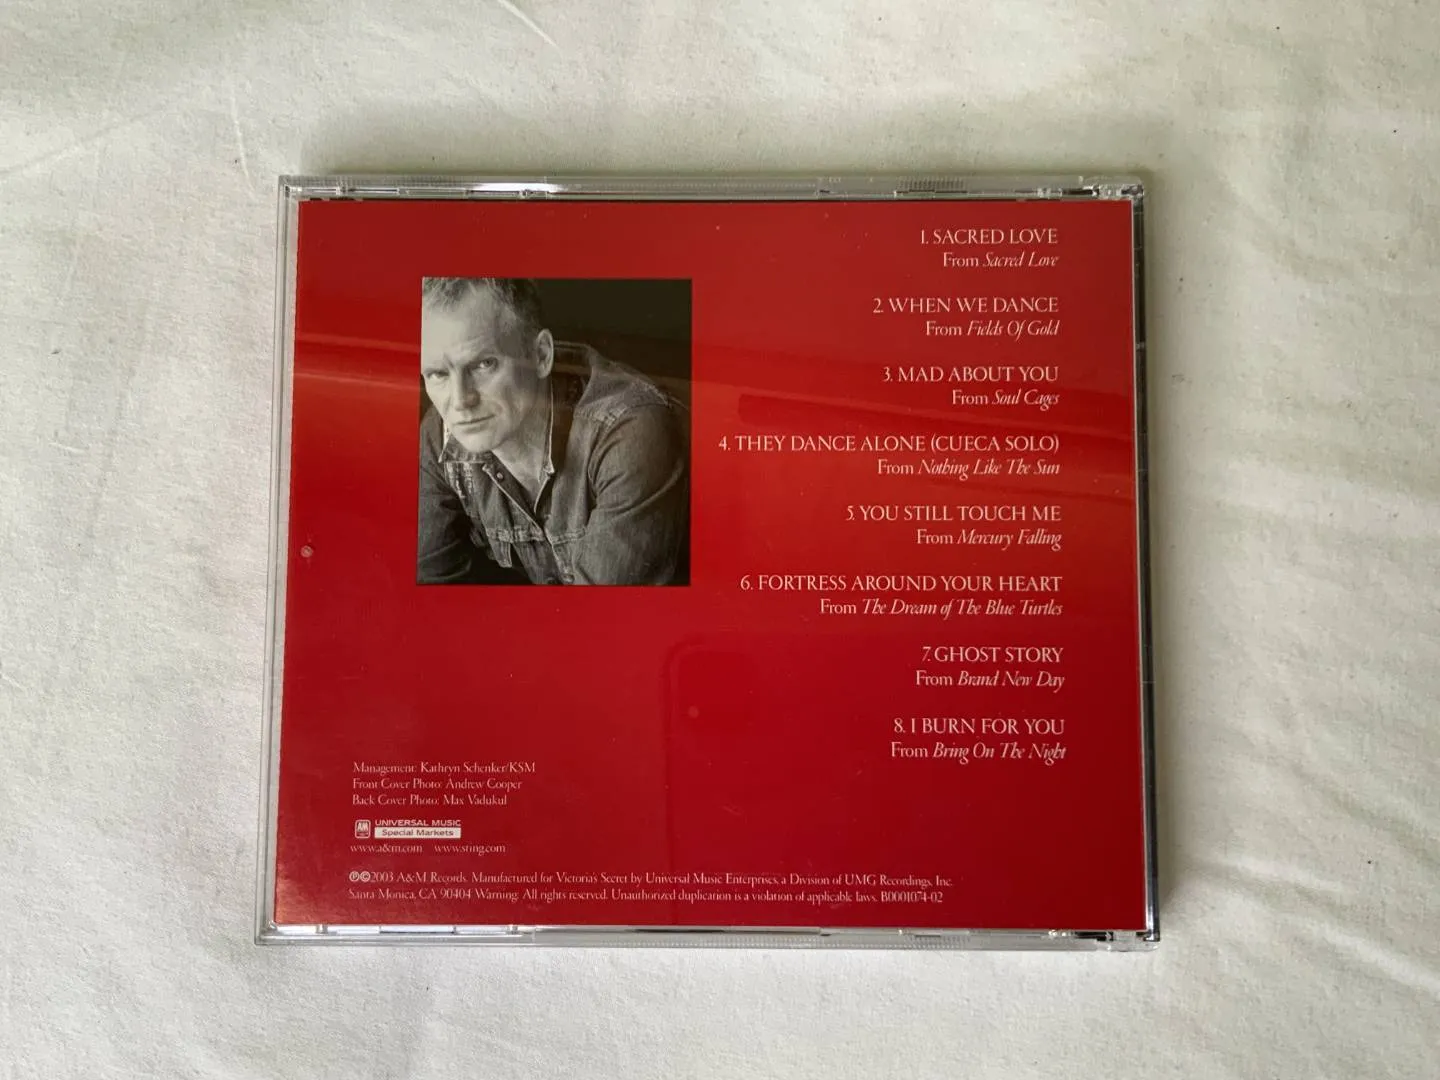 1. SACRED LOVE
From Sacred Love
2. WHEN WE DANCE
From Fields Of Gold
3. MAD ABOUT YOU
From Soul Cages
4. THEY DANCE ALONE (CUECA SOLO)
From Nothing Like The Sun
5. YOU STILL TOUCH ME
From Mercury Falling
6. FORTRESS AROUND YOUR HEART
From The Dream of The Blue Turtles
7. GHOST STORY
From Brand New Day
8. I BURN FOR YOU
From Bring On The Night
Management: Kathryn Schenker/KSM
Front Cover Photo: Andrew Cooper
Back Cover Photo: Max Vadukul
A&M UNIVERSAL MUSIC
Special Markets
www.a&m.com www.sting.com
℗©2003 A&M Records. Manufactured for Victoria's Secret by Universal Music Enterprises, a Division of UMG Recordings, Inc.
Santa Monica, CA 90404 Warning: All rights reserved. Unauthorized duplication is a violation of applicable laws. B0001074-02